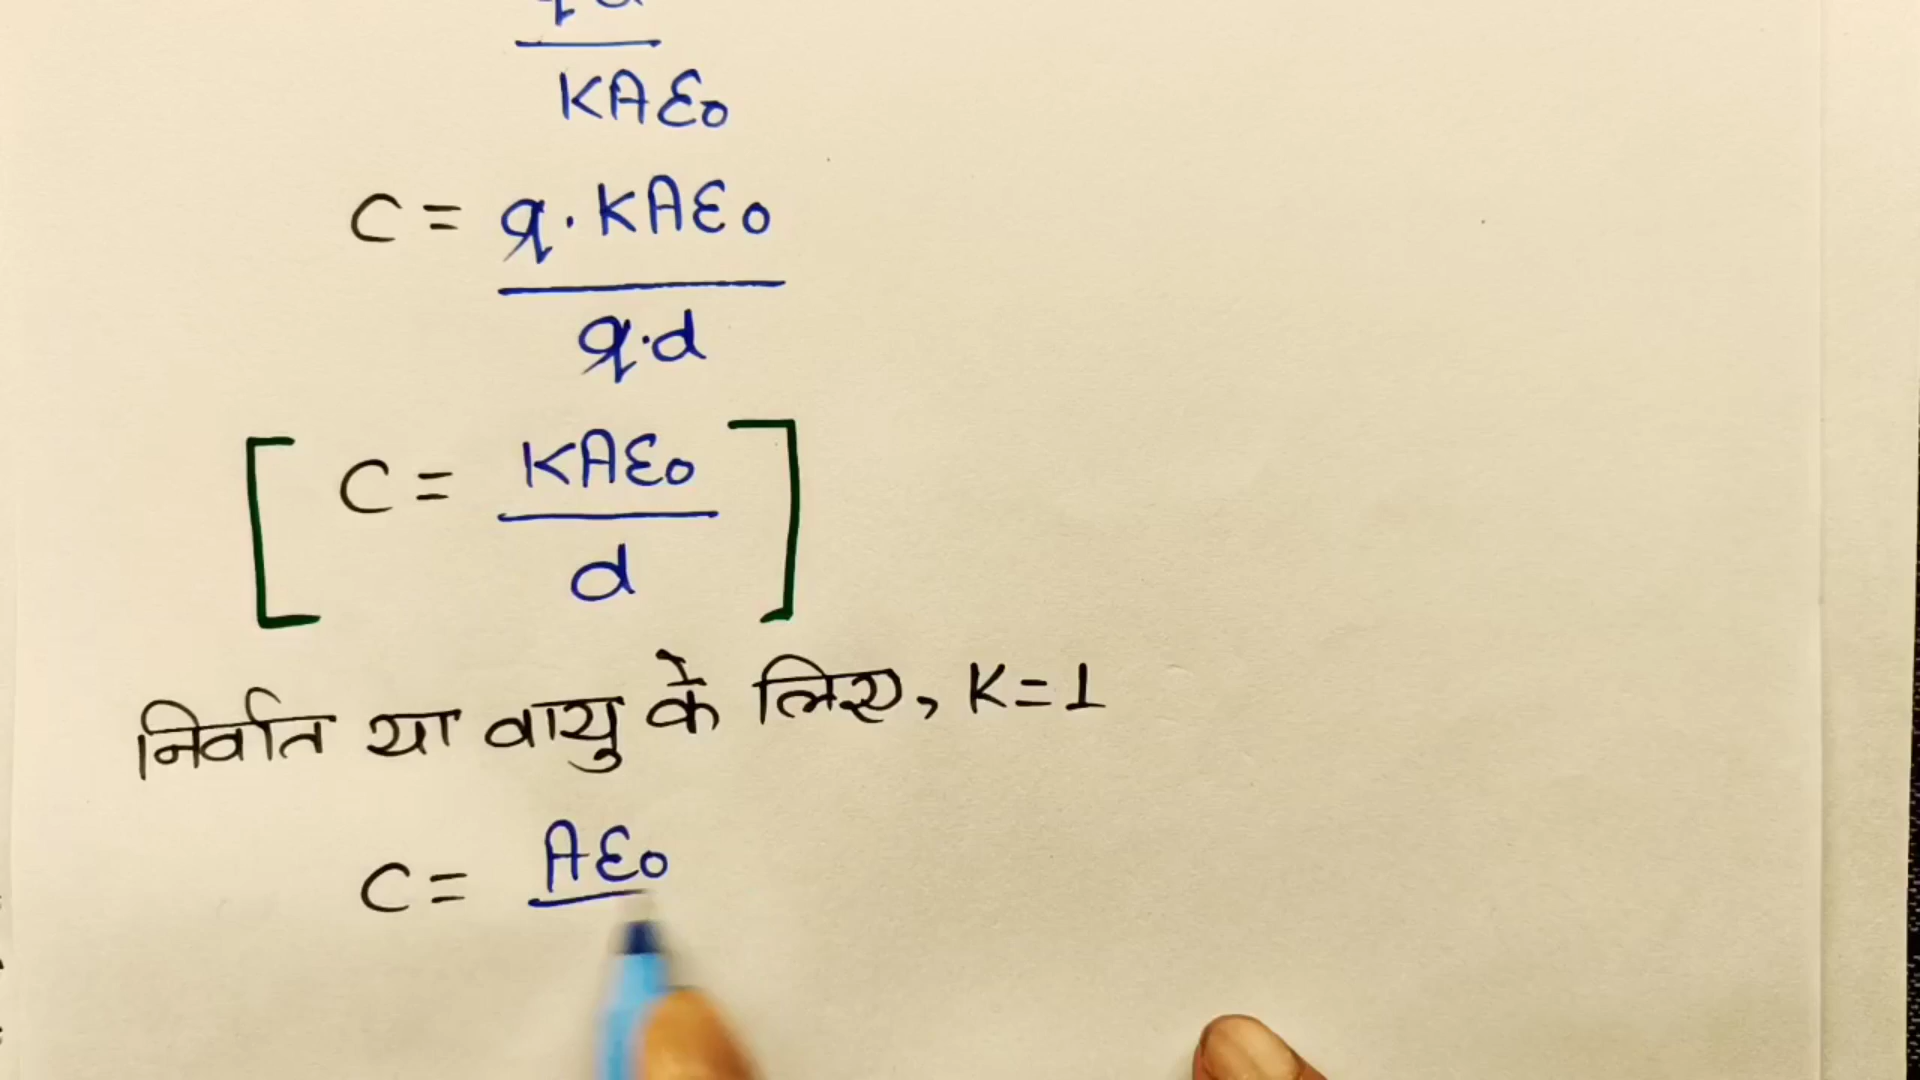 KAε₀
C = q·KAε₀
q·d
C = KAε₀
d
निर्वात या वायु के लिए, K=1
C = Aε₀